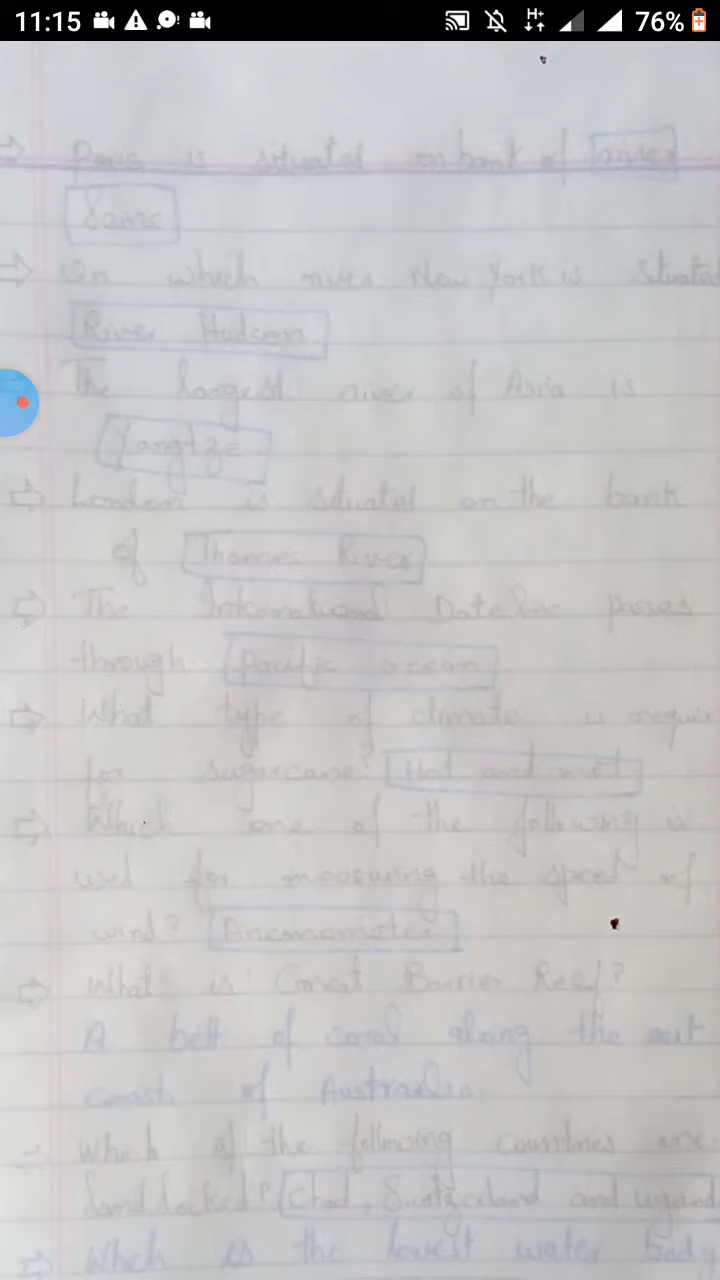 11:15 76%
⇒ Paris is situated on bank of river
Seine
⇒ On which river New York is situated
River Hudson
The largest river of Asia is
Yangtze
⇒ London is situated on the bank
of Thames River
⇒ The International Dateline passes
through pacific ocean
⇒ What type of climate is requir
for sugarcane? Hot and wet
⇒ Which one of the following is
used for measuring the speed of
wind? Anemometer
⇒ What is Great Barrier Reef?
A belt of coral along the
coasts of Australia
⇒ Which of the following countries are
land locked? Chad, Switzerland and ugand
⇒ Which is the lowest water body